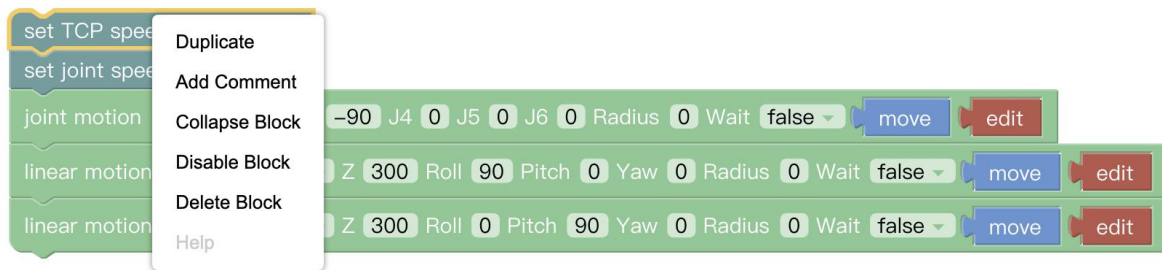 set TCP spee
Duplicate
set joint spee
Add Comment
joint motion Collapse Block -90 J4 0 J5 0 J6 0 Radius 0 Wait false move edit
Disable Block
linear motion Z 300 Roll 90 Pitch 0 Yaw 0 Radius 0 Wait false move edit
Delete Block
linear motion Z 300 Roll 0 Pitch 90 Yaw 0 Radius 0 Wait false move edit
Help